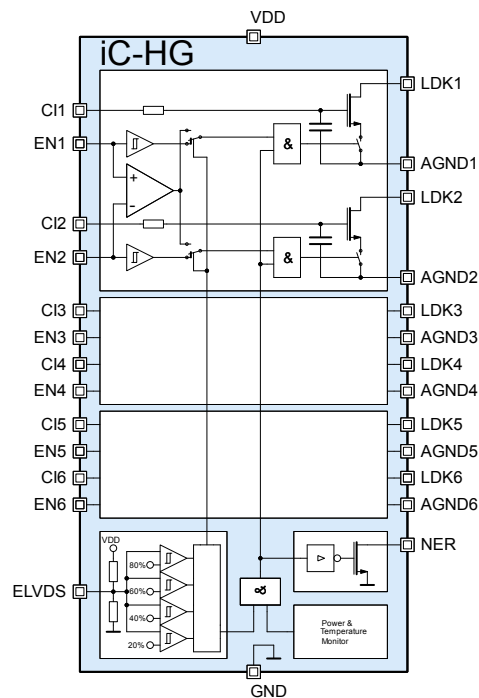 VDD
iC-HG
CI1
LDK1
EN1
&
AGND1
+
-
LDK2
CI2
EN2
&
AGND2
CI3
LDK3
EN3
AGND3
CI4
LDK4
EN4
AGND4
CI5
LDK5
EN5
AGND5
CI6
LDK6
EN6
AGND6
VDD
NER
80%
ELVDS
60%
&
40%
20%
Power &
Temperature
Monitor
GND